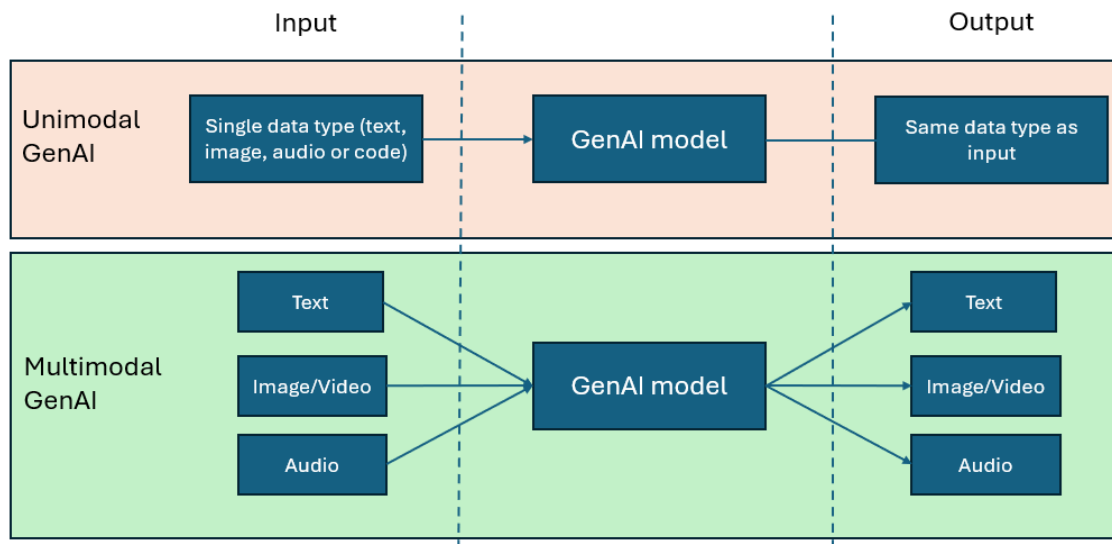 Input
Output
Unimodal
GenAI
Single data type (text,
image, audio or code)
GenAI model
Same data type as
input
Multimodal
GenAI
Text
Image/Video
Audio
GenAI model
Text
Image/Video
Audio